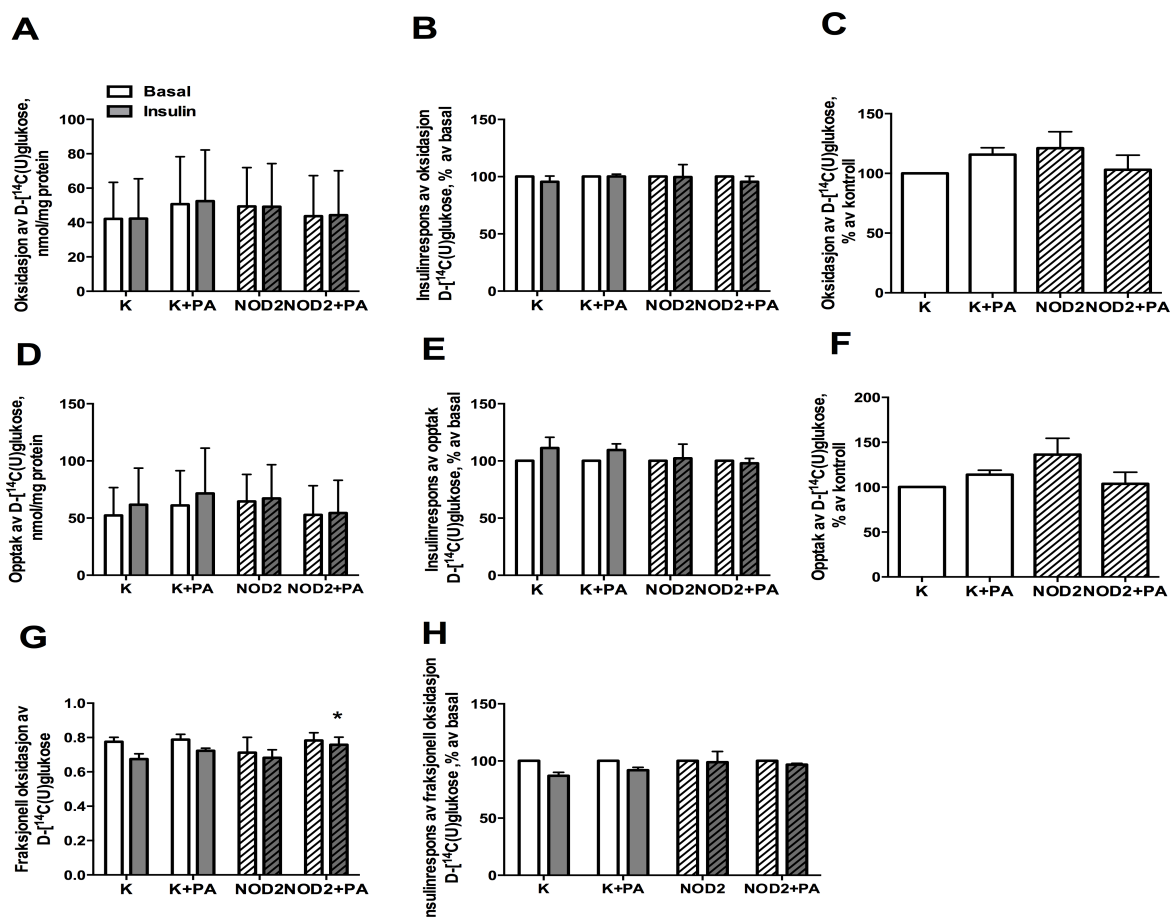 A
Oksidasjon av D-[¹⁴C(U)glukose,
nmol/mg protein
Basal
Insulin
100
80
60
40
20
0
K K+PA NOD2 NOD2+PA
B
Insulinrespons av oksidasjon
D-[¹⁴C(U)glukose, % av basal
150
100
50
0
K K+PA NOD2 NOD2+PA
C
Oksidasjon av D-[¹⁴C(U)glukose,
% av kontroll
150
100
50
0
K K+PA NOD2 NOD2+PA
D
Opptak av D-[¹⁴C(U)glukose,
nmol/mg protein
150
100
50
0
K K+PA NOD2 NOD2+PA
E
Insulinrespons av opptak
D-[¹⁴C(U)glukose, % av basal
150
100
50
0
K K+PA NOD2 NOD2+PA
F
Opptak av D-[¹⁴C(U)glukose,
% av kontroll
200
150
100
50
0
K K+PA NOD2 NOD2+PA
G
Fraksjonell oksidasjon av
D-[¹⁴C(U)glukose
1.0
0.8
0.6
0.4
0.2
0.0
*
K K+PA NOD2 NOD2+PA
H
nsulinrespons av fraksjonell oksidasjon
D-[¹⁴C(U)glukose ,% av basal
150
100
50
0
K K+PA NOD2 NOD2+PA